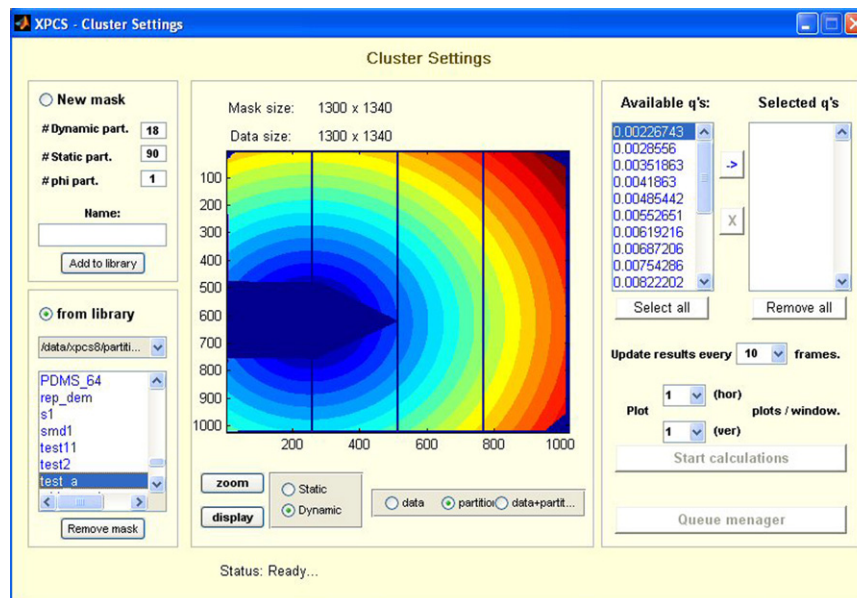 XPCS - Cluster Settings
Cluster Settings
New mask
# Dynamic part. 18
# Static part. 90
# phi part. 1
Name:
Add to library
from library
/data/xpcs8/partiti...
PDMS_64
rep_dem
s1
smd1
test11
test2
test_a
Remove mask
Mask size: 1300 x 1340
Data size: 1300 x 1340
100
200
300
400
500
600
700
800
900
1000
200 400 600 800 1000
zoom
display
Static
Dynamic
data partition data+partit...
Available q's: Selected q's
0.00226743
0.0028556
0.00351863
0.0041863
0.00485442
0.00552651
0.00619216
0.00687206
0.00754286
0.00822202
->
X
Select all Remove all
Update results every 10 frames.
Plot 1 (hor) plots / window.
1 (ver)
Start calculations
Queue menager
Status: Ready...